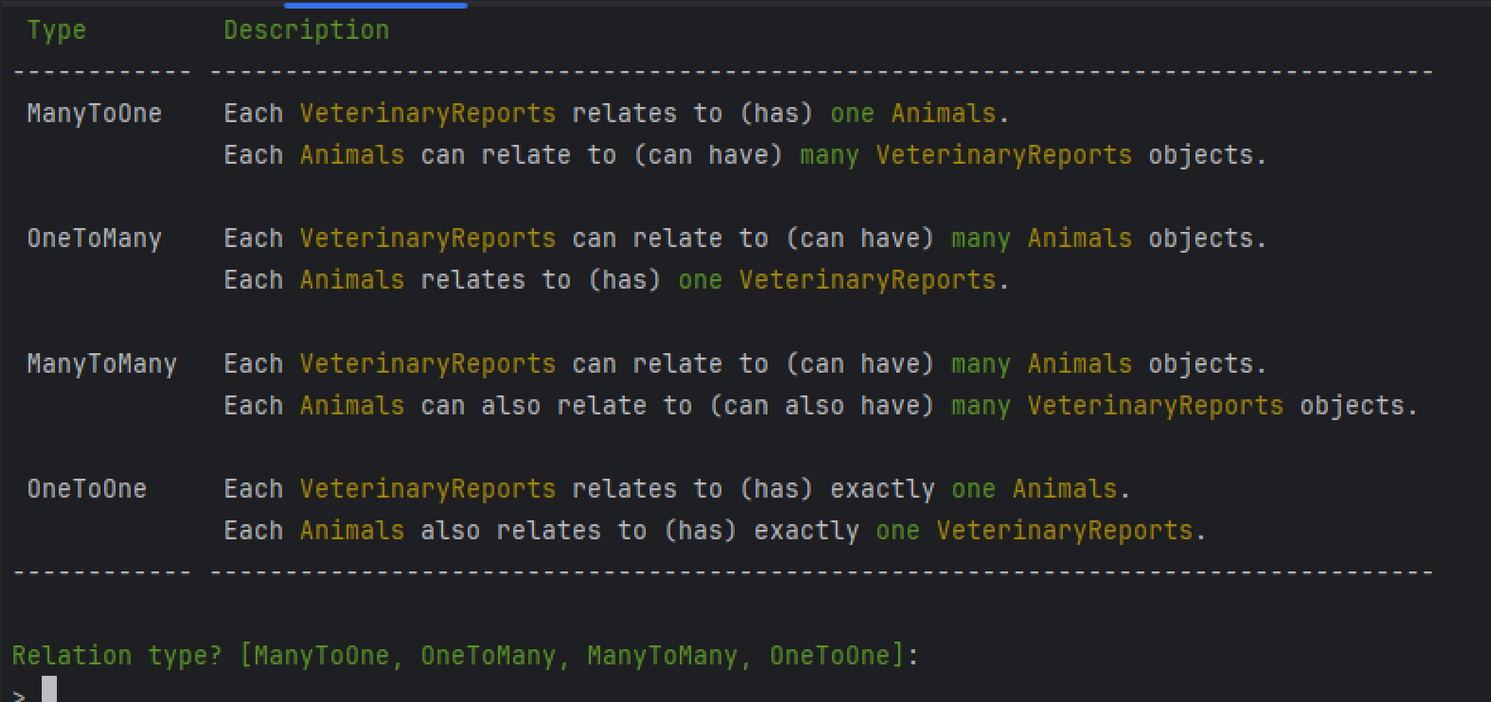 Type Description
------------ ---------------------------------------------------------------------------------
ManyToOne Each VeterinaryReports relates to (has) one Animals.
Each Animals can relate to (can have) many VeterinaryReports objects.
OneToMany Each VeterinaryReports can relate to (can have) many Animals objects.
Each Animals relates to (has) one VeterinaryReports.
ManyToMany Each VeterinaryReports can relate to (can have) many Animals objects.
Each Animals can also relate to (can also have) many VeterinaryReports objects.
OneToOne Each VeterinaryReports relates to (has) exactly one Animals.
Each Animals also relates to (has) exactly one VeterinaryReports.
------------ ---------------------------------------------------------------------------------
Relation type? [ManyToOne, OneToMany, ManyToMany, OneToOne]:
>